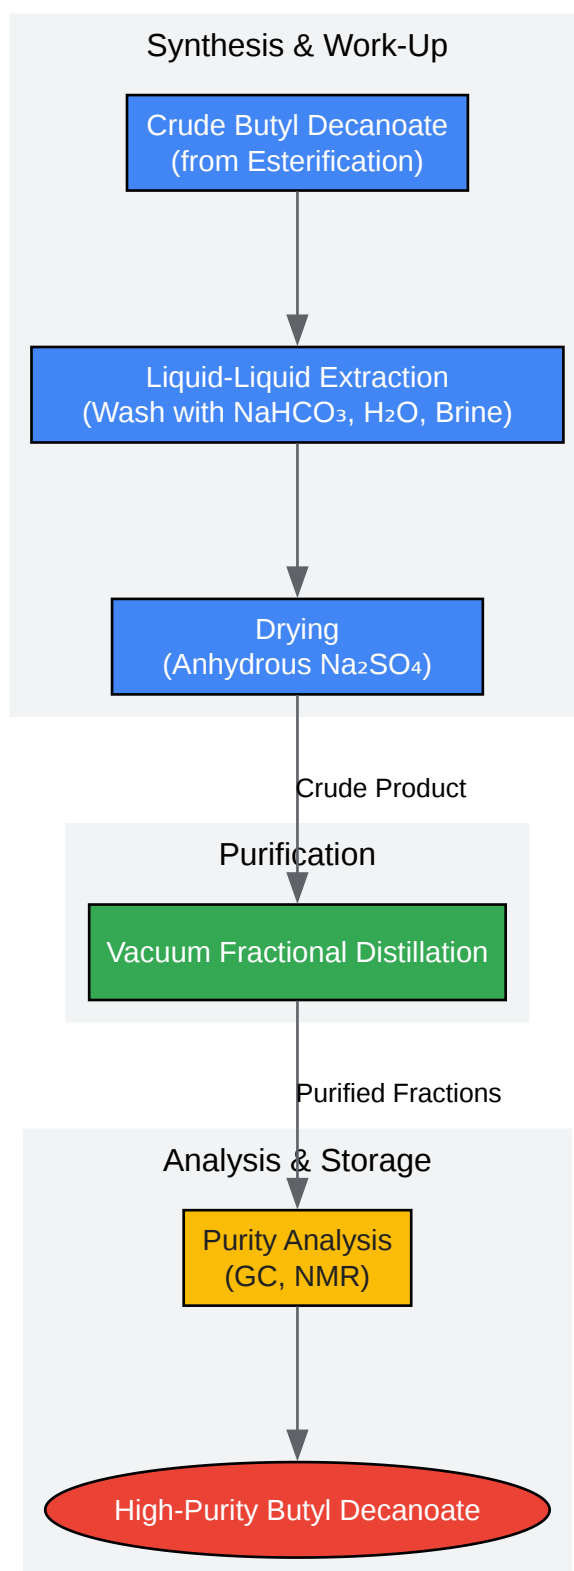 Synthesis & Work-Up
Crude Butyl Decanoate
(from Esterification)
Liquid-Liquid Extraction
(Wash with NaHCO₃, H₂O, Brine)
Drying
(Anhydrous Na₂SO₄)
Crude Product
Purification
Vacuum Fractional Distillation
Purified Fractions
Analysis & Storage
Purity Analysis
(GC, NMR)
High-Purity Butyl Decanoate